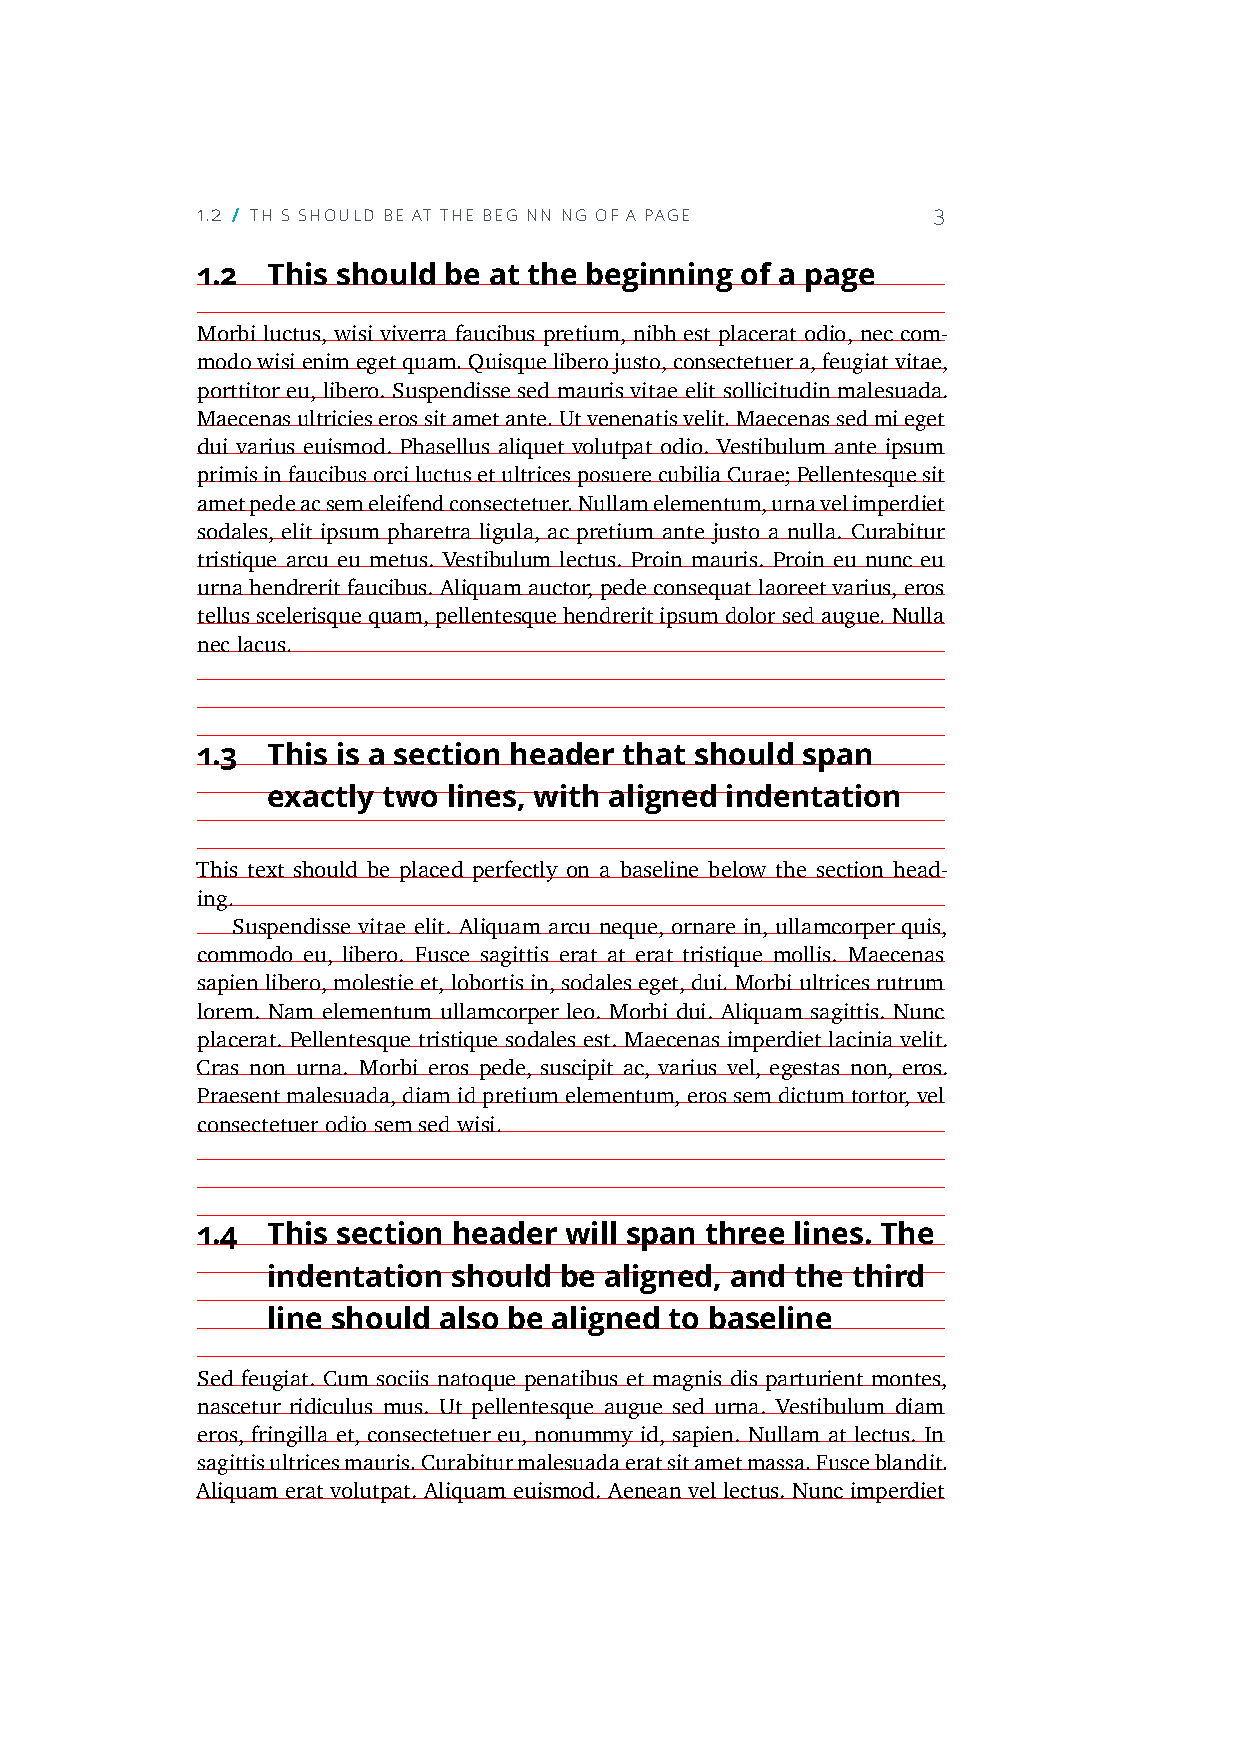 1.2 / TH S SHOULD BE AT THE BEG NN NG OF A PAGE 3
1.2 This should be at the beginning of a page
Morbi luctus, wisi viverra faucibus pretium, nibh est placerat odio, nec com-
modo wisi enim eget quam. Quisque libero justo, consectetuer a, feugiat vitae,
porttitor eu, libero. Suspendisse sed mauris vitae elit sollicitudin malesuada.
Maecenas ultricies eros sit amet ante. Ut venenatis velit. Maecenas sed mi eget
dui varius euismod. Phasellus aliquet volutpat odio. Vestibulum ante ipsum
primis in faucibus orci luctus et ultrices posuere cubilia Curae; Pellentesque sit
amet pede ac sem eleifend consectetuer. Nullam elementum, urna vel imperdiet
sodales, elit ipsum pharetra ligula, ac pretium ante justo a nulla. Curabitur
tristique arcu eu metus. Vestibulum lectus. Proin mauris. Proin eu nunc eu
urna hendrerit faucibus. Aliquam auctor, pede consequat laoreet varius, eros
tellus scelerisque quam, pellentesque hendrerit ipsum dolor sed augue. Nulla
nec lacus.
1.3 This is a section header that should span
exactly two lines, with aligned indentation
This text should be placed perfectly on a baseline below the section head-
ing.
Suspendisse vitae elit. Aliquam arcu neque, ornare in, ullamcorper quis,
commodo eu, libero. Fusce sagittis erat at erat tristique mollis. Maecenas
sapien libero, molestie et, lobortis in, sodales eget, dui. Morbi ultrices rutrum
lorem. Nam elementum ullamcorper leo. Morbi dui. Aliquam sagittis. Nunc
placerat. Pellentesque tristique sodales est. Maecenas imperdiet lacinia velit.
Cras non urna. Morbi eros pede, suscipit ac, varius vel, egestas non, eros.
Praesent malesuada, diam id pretium elementum, eros sem dictum tortor, vel
consectetuer odio sem sed wisi.
1.4 This section header will span three lines. The
indentation should be aligned, and the third
line should also be aligned to baseline
Sed feugiat. Cum sociis natoque penatibus et magnis dis parturient montes,
nascetur ridiculus mus. Ut pellentesque augue sed urna. Vestibulum diam
eros, fringilla et, consectetuer eu, nonummy id, sapien. Nullam at lectus. In
sagittis ultrices mauris. Curabitur malesuada erat sit amet massa. Fusce blandit.
Aliquam erat volutpat. Aliquam euismod. Aenean vel lectus. Nunc imperdiet